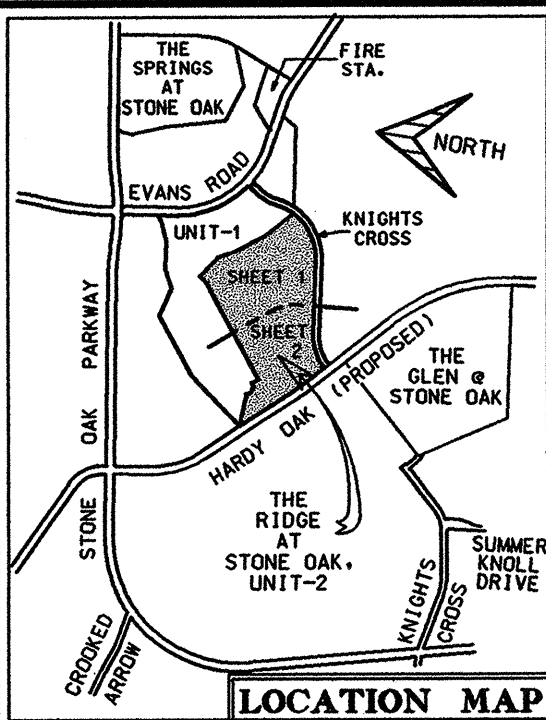 THE
SPRINGS
AT
STONE OAK
FIRE
STA.
NORTH
EVANS ROAD
UNIT-1
KNIGHTS
CROSS
SHEET 1
SHEET
2
STONE OAK PARKWAY
HARDY OAK (PROPOSED)
THE
GLEN @
STONE OAK
THE
RIDGE
AT
STONE OAK,
UNIT-2
SUMMER
KNOLL
DRIVE
KNIGHTS
CROSS
CROOKED
ARROW
LOCATION MAP